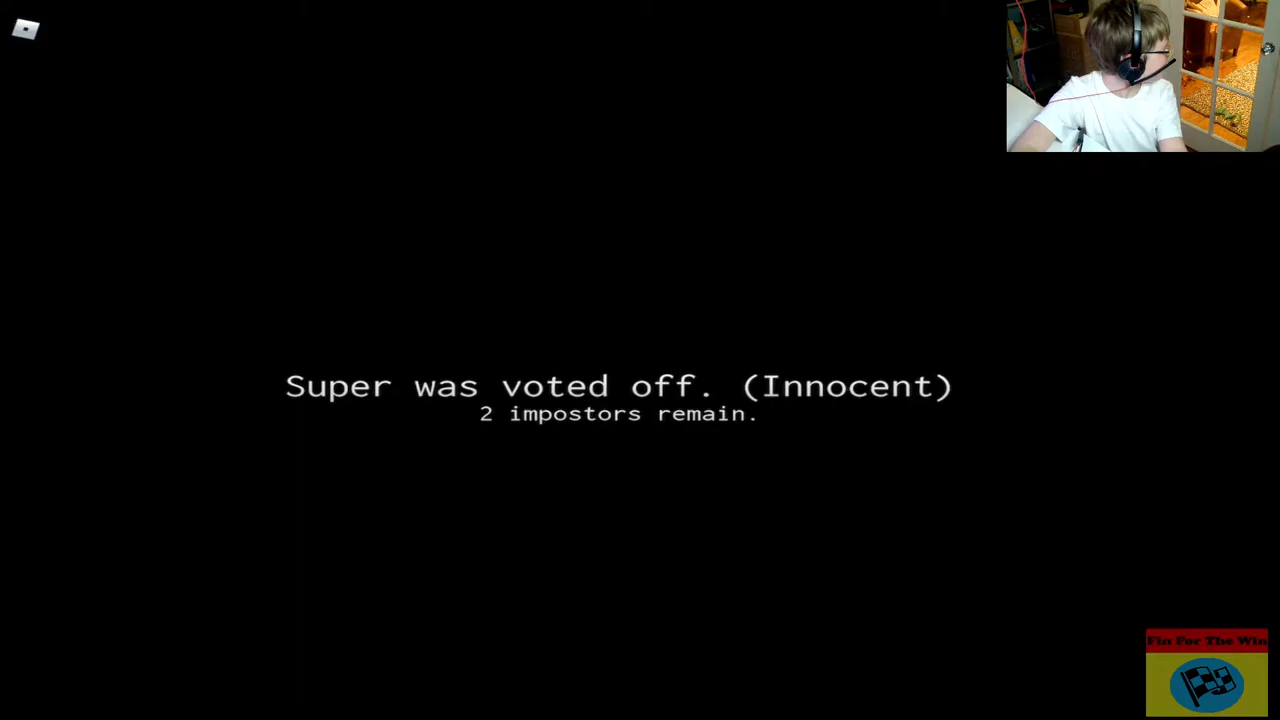 Super was voted off. (Innocent)
2 impostors remain.
Fin For The Win